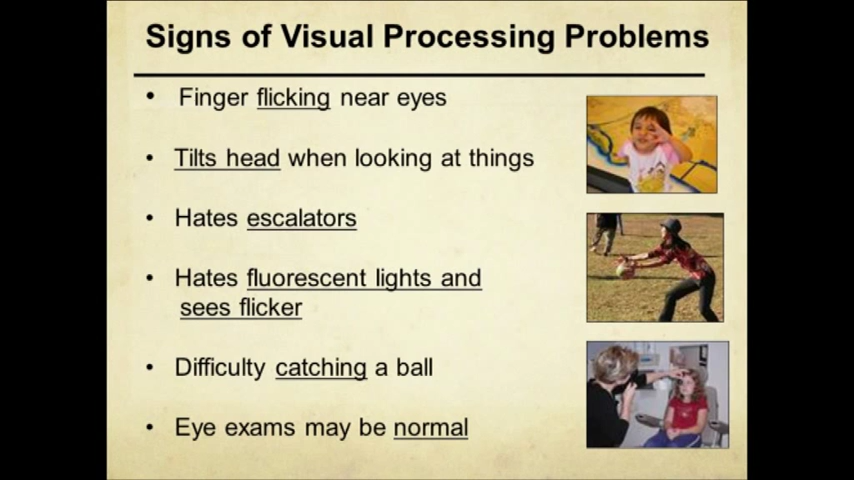 Signs of Visual Processing Problems
• Finger flicking near eyes
• Tilts head when looking at things
• Hates escalators
• Hates fluorescent lights and
sees flicker
• Difficulty catching a ball
• Eye exams may be normal